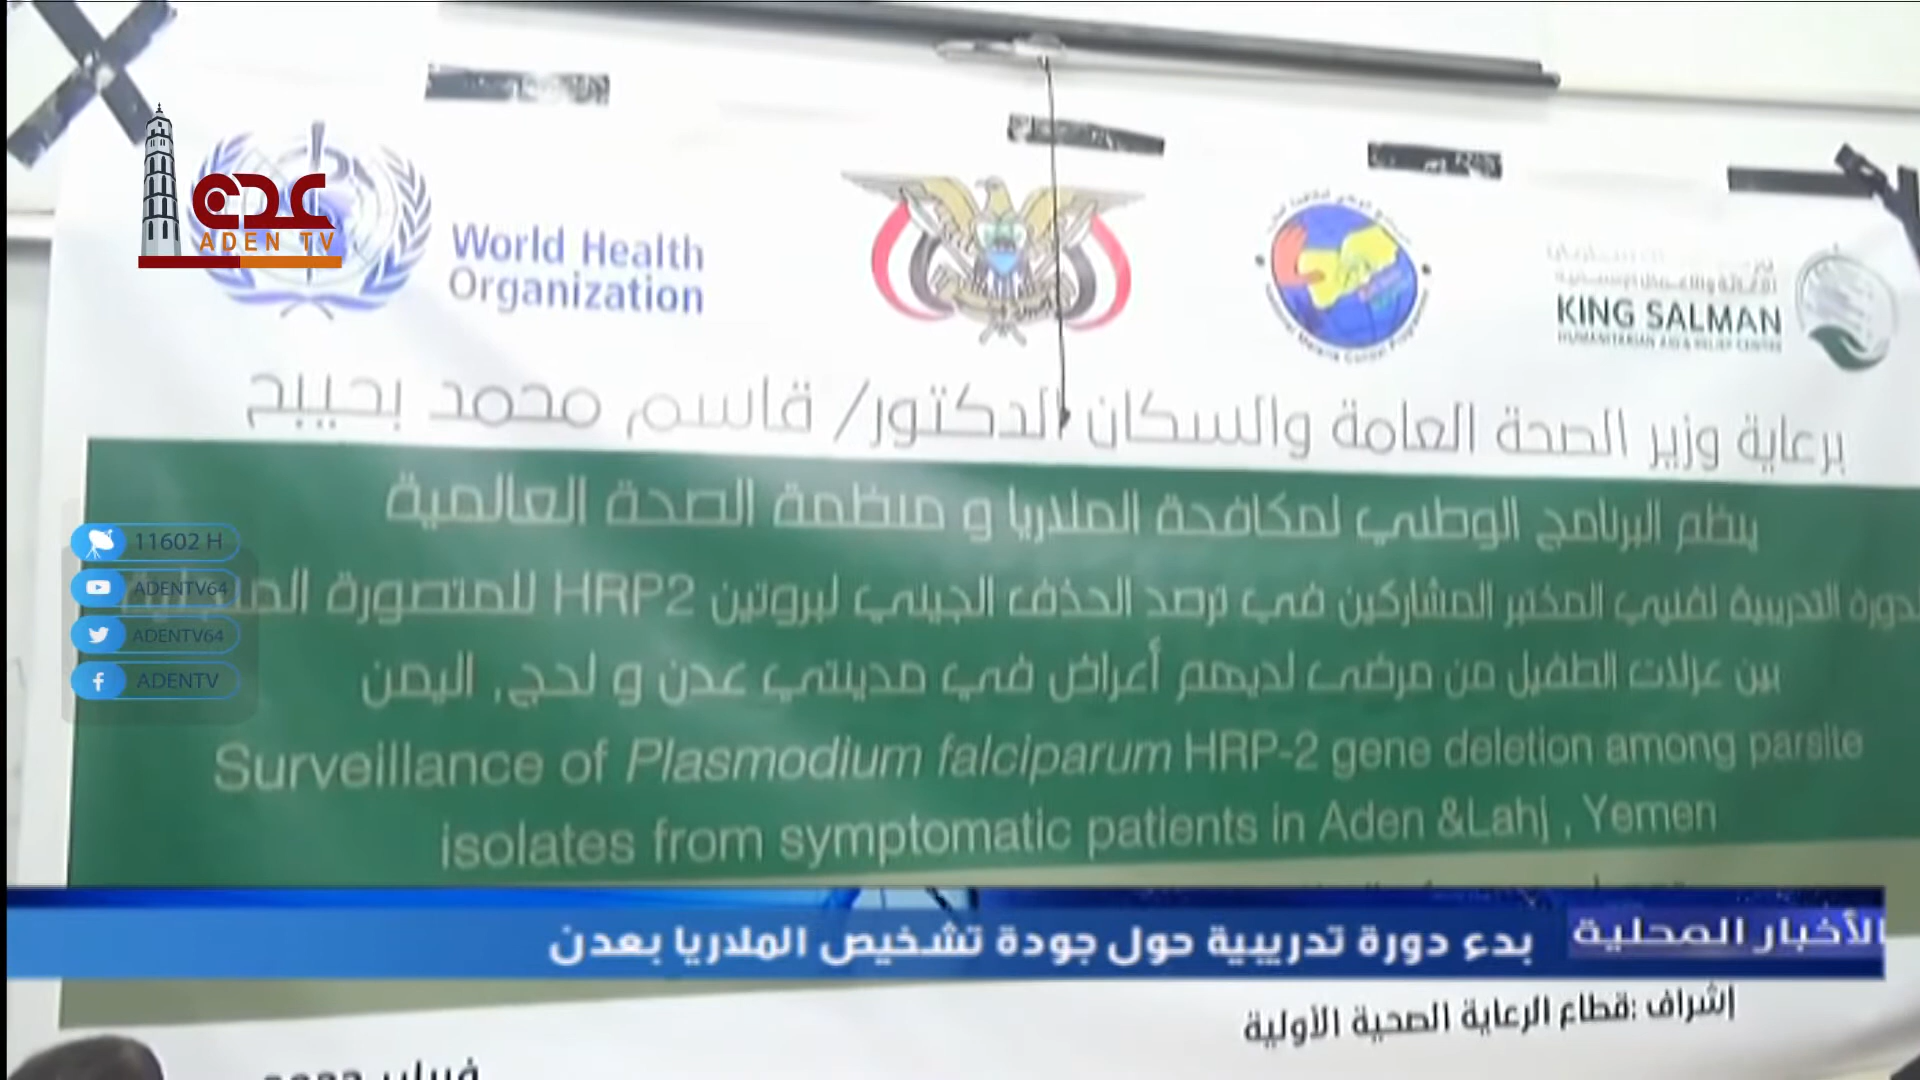 عدن
ADEN TV
World Health
Organization
KING SALMAN
HUMANITARIAN AID & RELIEF CENTRE
برعاية وزير الصحة العامة والسكان الدكتور/ قاسم محمد بحيبح
ينظم البرنامج الوطني لمكافحة الملاريا و منظمة الصحة العالمية
التدريبية لفنيي المختبر المشاركين في ترصد الحذف الجيني لبروتين HRP2 للمتصورة
بين عزلات الطفيل من مرضى لديهم أعراض في مدينتي عدن و لحج, اليمن
Surveillance of Plasmodium falciparum HRP-2 gene deletion among parsite
isolates from symptomatic patients in Aden &Lahj , Yemen
11602 H
ADENTV64
ADENTV64
ADENTV
الأخبار المحلية
بدء دورة تدريبية حول جودة تشخيص الملاريا بعدن
إشراف :قطاع الرعاية الصحية الأولية